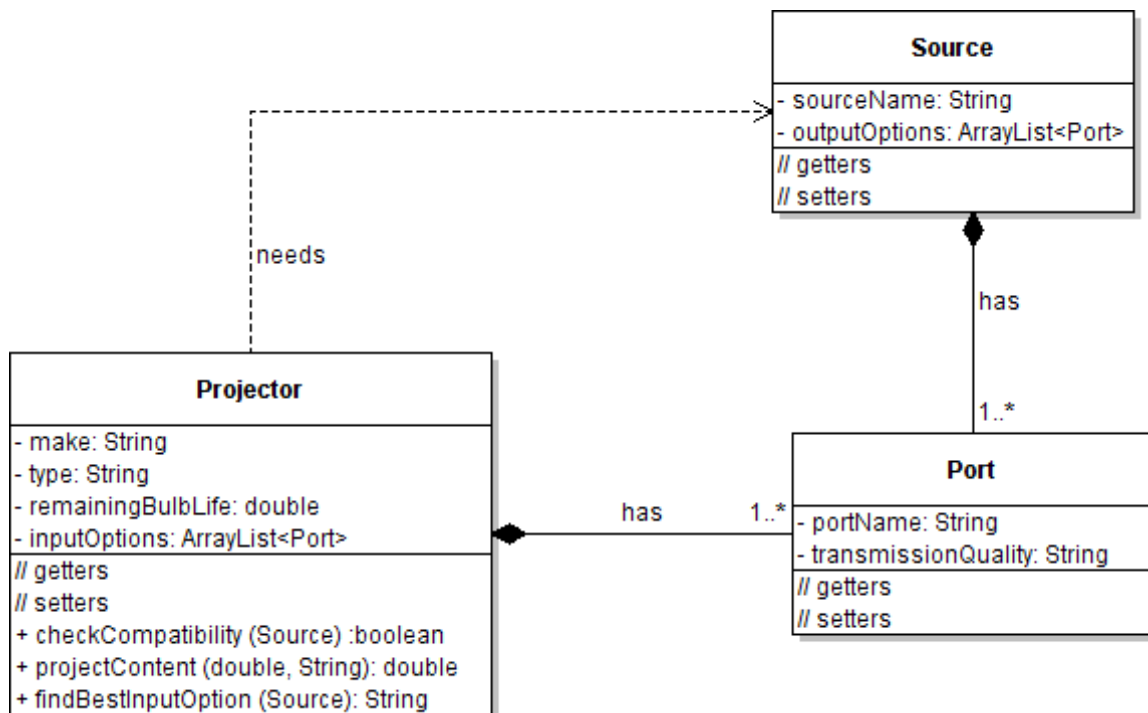 Source
- sourceName: String
- outputOptions: ArrayList<Port>
// getters
// setters
needs
has
1..*
Projector
- make: String
- type: String
- remainingBulbLife: double
- inputOptions: ArrayList<Port>
// getters
// setters
+ checkCompatibility (Source) :boolean
+ projectContent (double, String): double
+ findBestInputOption (Source): String
has
1..*
Port
- portName: String
- transmissionQuality: String
// getters
// setters